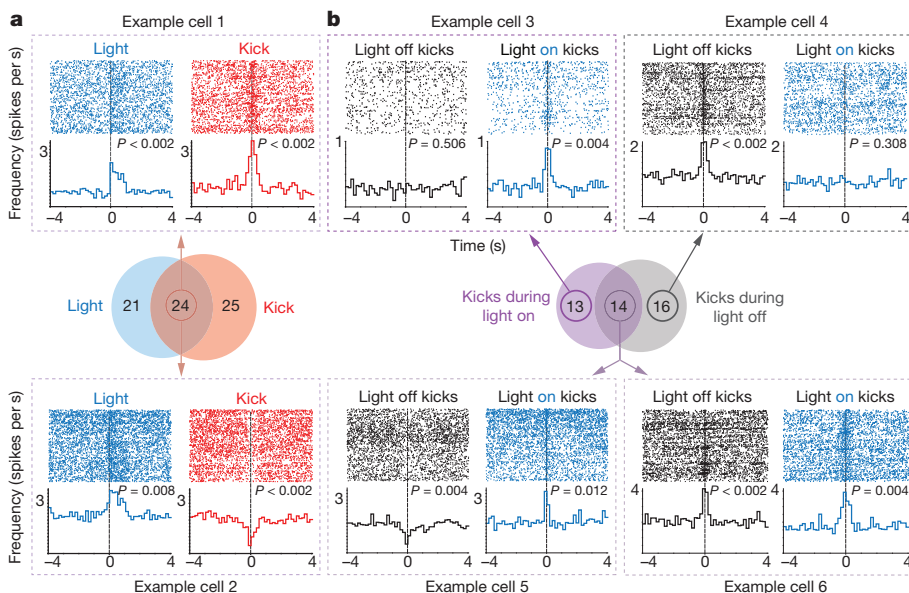 a
Example cell 1
b
Example cell 3
Example cell 4
Frequency (spikes per s)
Light
Kick
Light off kicks
Light on kicks
Light off kicks
Light on kicks
3
P < 0.002
3
P < 0.002
1
P = 0.506
1
P = 0.004
2
P < 0.002
2
P = 0.308
−4 0 4
−4 0 4
−4 0 4
−4 0 4
−4 0 4
−4 0 4
Time (s)
Light
21
24
25
Kick
Kicks during
light on
13
14
16
Kicks during
light off
Frequency (spikes per s)
Light
Kick
Light off kicks
Light on kicks
Light off kicks
Light on kicks
3
P = 0.008
3
P < 0.002
3
P = 0.004
3
P = 0.012
4
P < 0.002
4
P = 0.004
−4 0 4
−4 0 4
−4 0 4
−4 0 4
−4 0 4
−4 0 4
Example cell 2
Example cell 5
Example cell 6